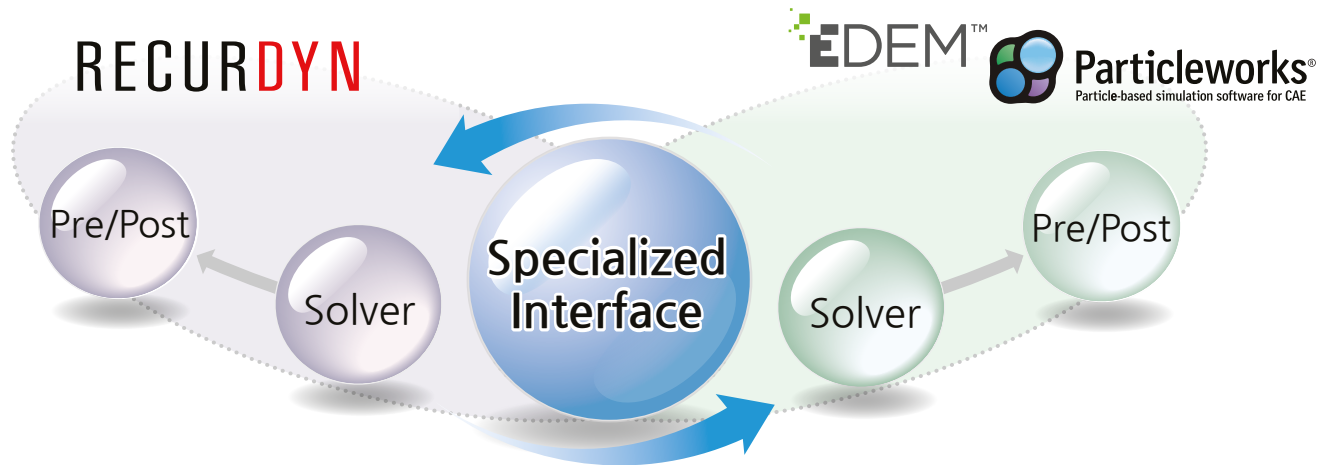 RECURDYN
EDEM™
Particleworks®
Particle-based simulation software for CAE
Pre/Post
Solver
Specialized
Interface
Solver
Pre/Post